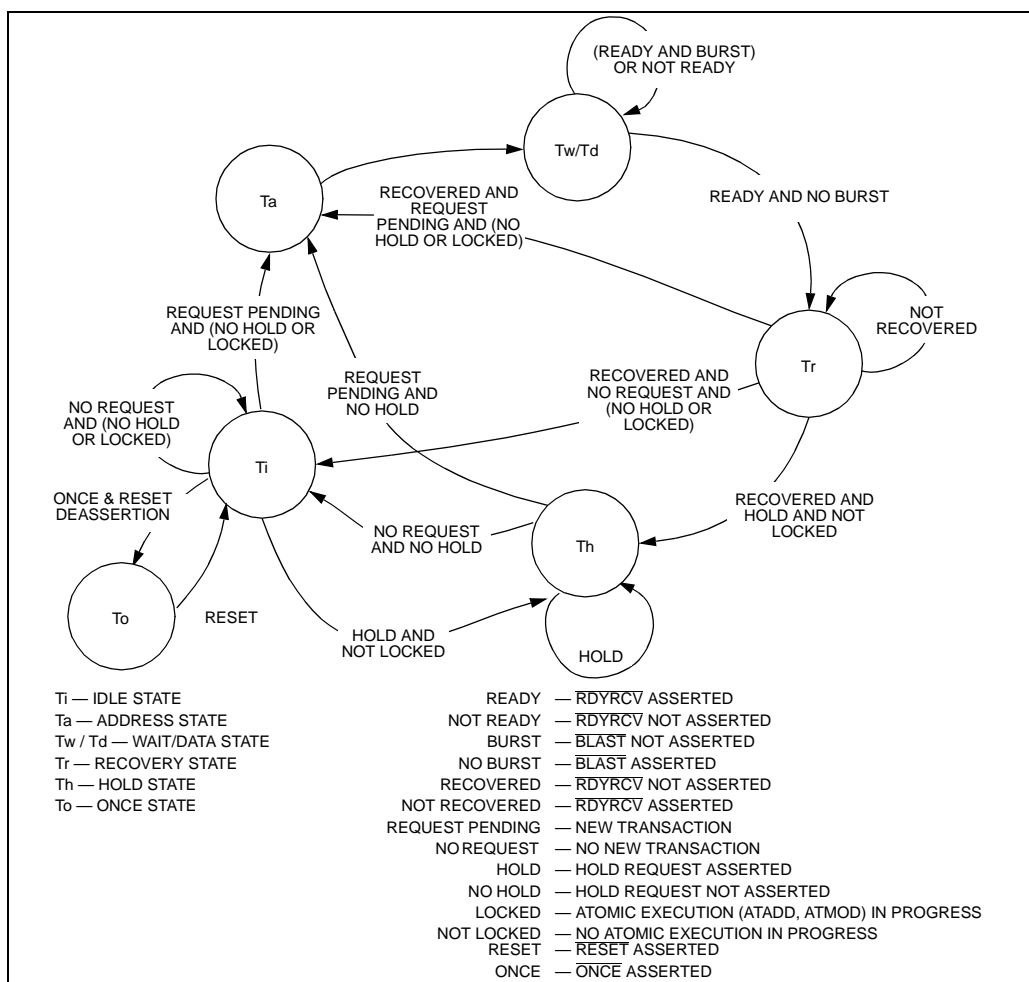 (READY AND BURST)
OR NOT READY
Tw/Td
Ta
RECOVERED AND
REQUEST
PENDING AND (NO
HOLD OR LOCKED)
READY AND NO BURST
REQUEST PENDING
AND (NO HOLD OR
LOCKED)
NOT
RECOVERED
Tr
REQUEST
PENDING AND
NO HOLD
RECOVERED AND
NO REQUEST AND
(NO HOLD OR
LOCKED)
NO REQUEST
AND (NO HOLD
OR LOCKED)
Ti
ONCE & RESET
DEASSERTION
NO REQUEST
AND NO HOLD
RECOVERED AND
HOLD AND NOT
LOCKED
Th
To
RESET
HOLD AND
NOT LOCKED
HOLD
Ti — IDLE STATE
Ta — ADDRESS STATE
Tw / Td — WAIT/DATA STATE
Tr — RECOVERY STATE
Th — HOLD STATE
To — ONCE STATE
READY — RDYRCV ASSERTED
NOT READY — RDYRCV NOT ASSERTED
BURST — BLAST NOT ASSERTED
NO BURST — BLAST ASSERTED
RECOVERED — RDYRCV NOT ASSERTED
NOT RECOVERED — RDYRCV ASSERTED
REQUEST PENDING — NEW TRANSACTION
NO REQUEST — NO NEW TRANSACTION
HOLD — HOLD REQUEST ASSERTED
NO HOLD — HOLD REQUEST NOT ASSERTED
LOCKED — ATOMIC EXECUTION (ATADD, ATMOD) IN PROGRESS
NOT LOCKED — NO ATOMIC EXECUTION IN PROGRESS
RESET — RESET ASSERTED
ONCE — ONCE ASSERTED